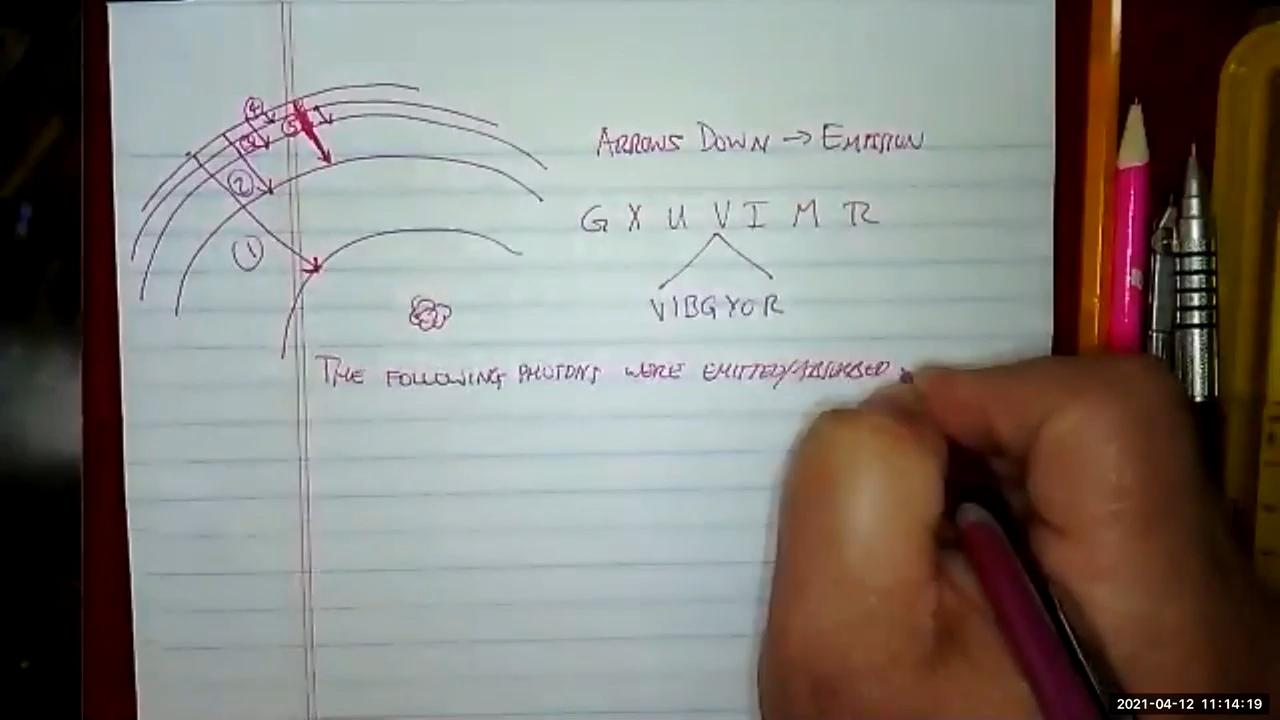 4
3
5
2
1
ARROWS DOWN → EMISSION
G X U V I M R
VIBGYOR
THE FOLLOWING PHOTONS WERE EMITTED/ABSORBED
2021-04-12 11:14:19